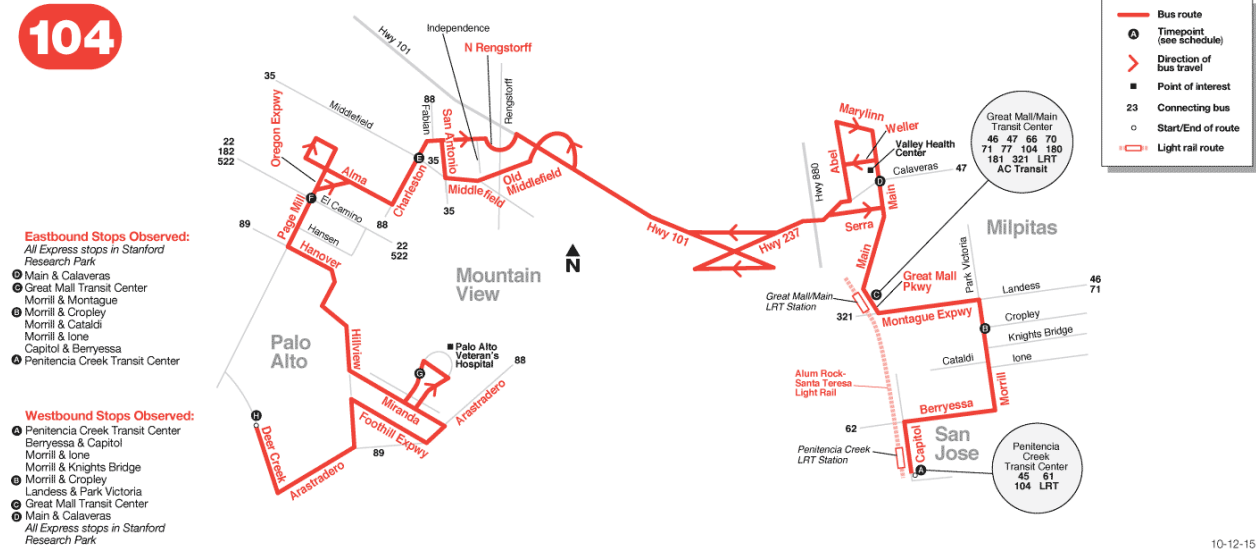 104
Hwy 101
Independence
N Rengstorff
Rengstorff
35
Middlefield
88
Fabian
San Antonio
Oregon Expwy
22
182
522
E
35
Charleston
Alma
Middlefield
Old
Middlefield
35
F
El Camino
Page Mill
88
89
Hansen
22
522
Hanover
Eastbound Stops Observed:
All Express stops in Stanford
Research Park
D Main & Calaveras
C Great Mall Transit Center
Morrill & Montague
B Morrill & Cropley
Morrill & Cataldi
Morrill & Ione
Capitol & Berryessa
A Penitencia Creek Transit Center
Westbound Stops Observed:
A Penitencia Creek Transit Center
Berryessa & Capitol
Morrill & Ione
Morrill & Knights Bridge
B Morrill & Cropley
Landess & Park Victoria
C Great Mall Transit Center
D Main & Calaveras
All Express stops in Stanford
Research Park
N
Mountain
View
Palo
Alto
Hillview
Palo Alto
Veteran's
Hospital
G
88
Miranda
Arastradero
Foothill Expwy
89
H
Deer Creek
Arastradero
Hwy 101
Hwy 237
Hwy 880
Marylinn
Weller
Abel
Valley Health
Center
Calaveras
47
D
Main
Serra
Main
Great Mall/Main
Transit Center
46 47 66 70
71 77 104 180
181 321 LRT
AC Transit
Milpitas
Great Mall
Pkwy
C
Great Mall/Main
LRT Station
321
Montague Expwy
Park Victoria
Landess
46
71
Cropley
B
Knights Bridge
Cataldi
Ione
Alum Rock-
Santa Teresa
Light Rail
Morrill
Berryessa
62
Capitol
San
Jose
Penitencia Creek
LRT Station
A
Penitencia
Creek
Transit Center
45 61
104 LRT
Bus route
A Timepoint
(see schedule)
Direction of
bus travel
Point of interest
23 Connecting bus
Start/End of route
Light rail route
10-12-15